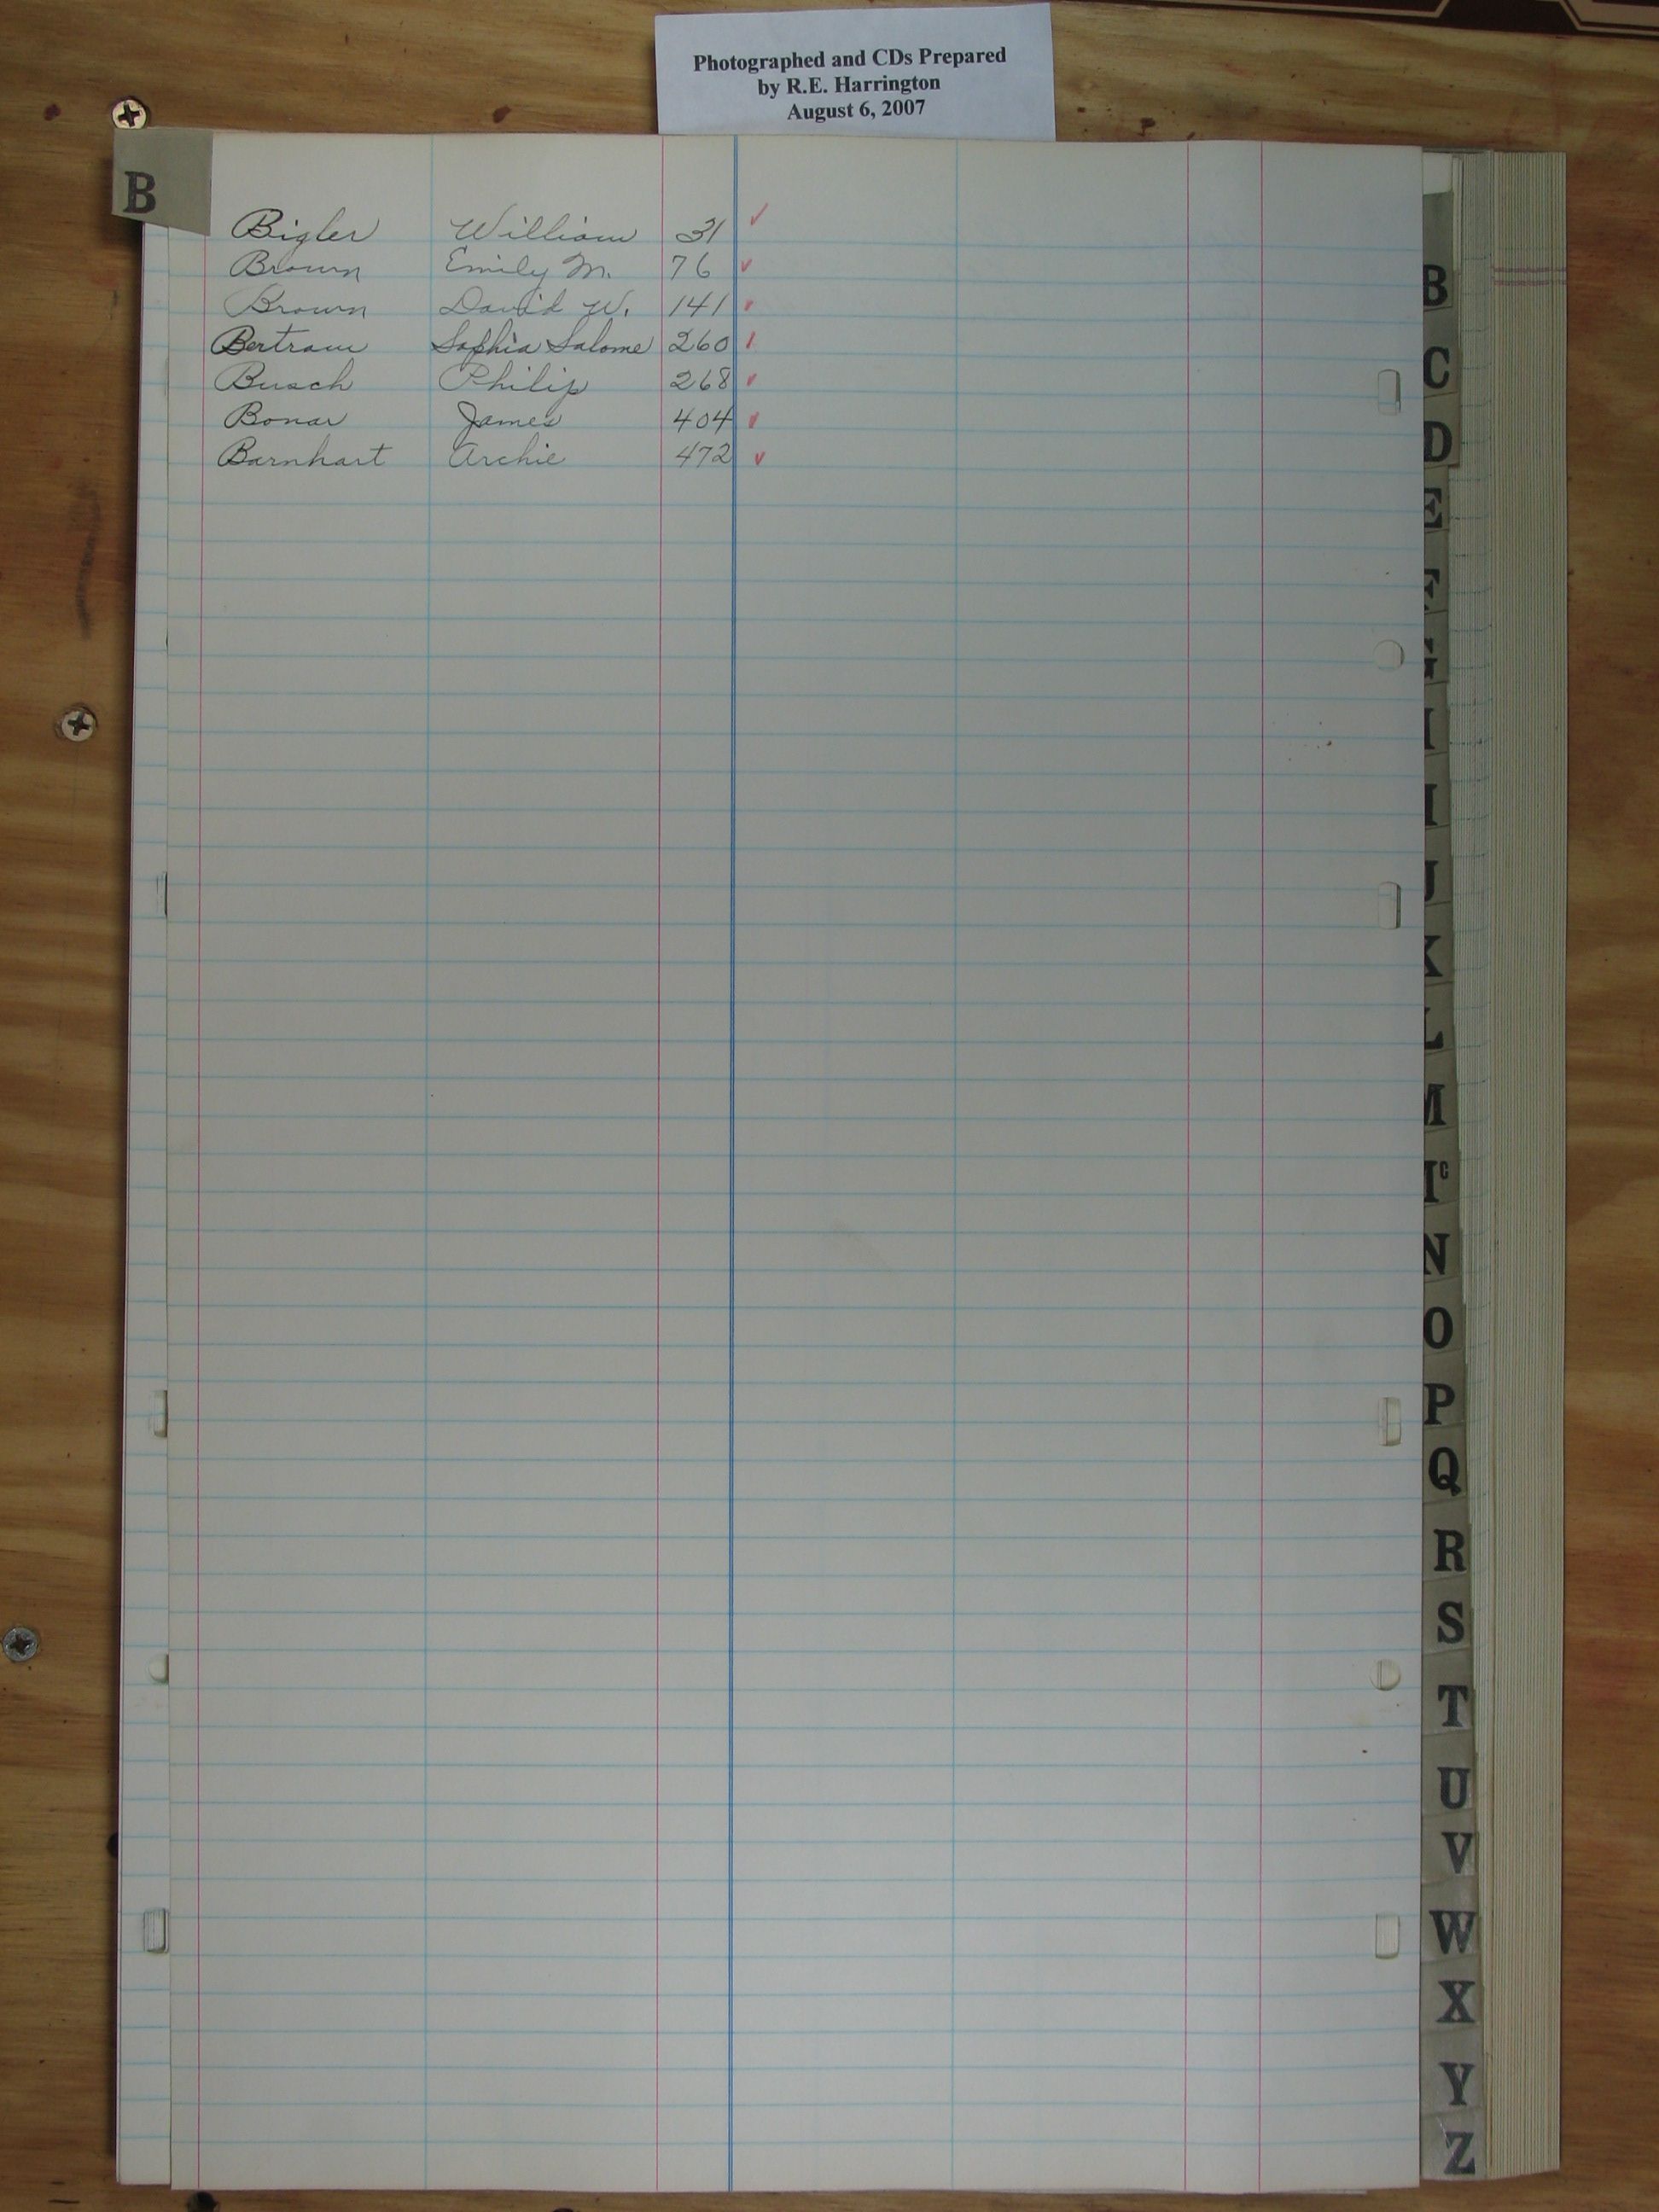 Photographed and CDs Prepared
by R.E. Harrington
August 6, 2007
B
Bigler William 31
Brown Emily M. 76
Brown David W. 141
Bertram Sophia Salome 260
Busch Philip 268
Bonar James 404
Barnhart Archie 472
B
C
D
E
F
G
H
I
J
K
L
M
Mc
N
O
P
Q
R
S
T
U
V
W
X
Y
Z